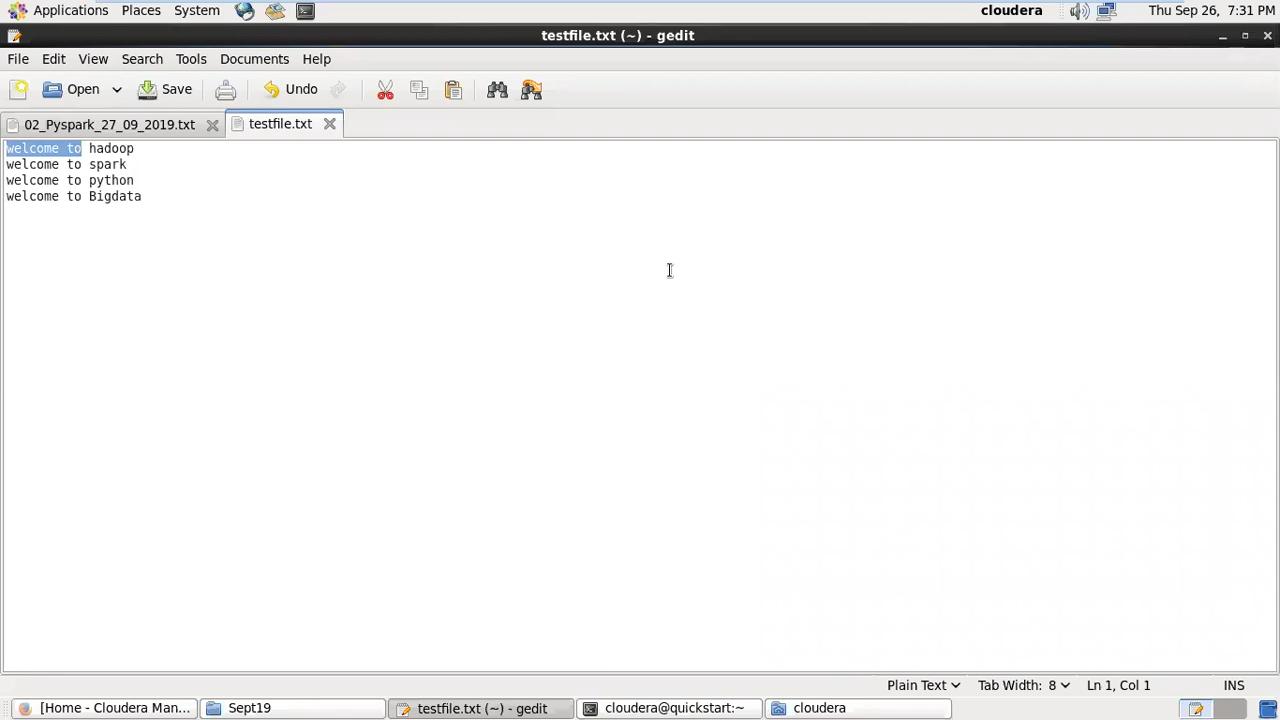 Applications Places System cloudera Thu Sep 26, 7:31 PM
testfile.txt (~) - gedit
File Edit View Search Tools Documents Help
Open Save Undo
02_Pyspark_27_09_2019.txt testfile.txt
welcome to hadoop
welcome to spark
welcome to python
welcome to Bigdata
Plain Text Tab Width: 8 Ln 1, Col 1 INS
[Home - Cloudera Man... Sept19 testfile.txt (~) - gedit cloudera@quickstart:~ cloudera